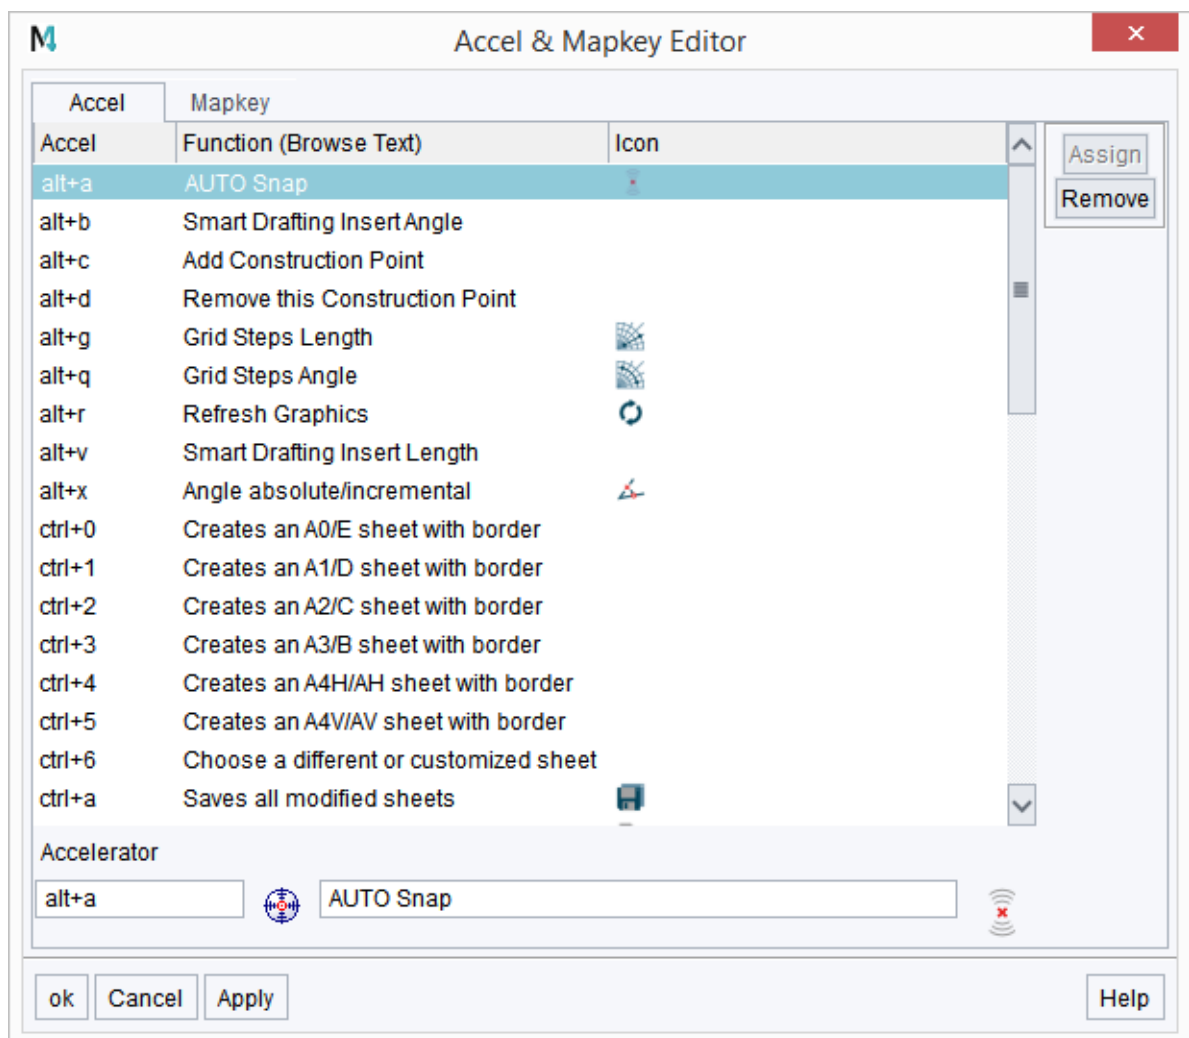 M4 Accel & Mapkey Editor
Accel Mapkey
Accel Function (Browse Text) Icon
Assign
alt+a AUTO Snap
Remove
alt+b Smart Drafting Insert Angle
alt+c Add Construction Point
alt+d Remove this Construction Point
alt+g Grid Steps Length
alt+q Grid Steps Angle
alt+r Refresh Graphics
alt+v Smart Drafting Insert Length
alt+x Angle absolute/incremental
ctrl+0 Creates an A0/E sheet with border
ctrl+1 Creates an A1/D sheet with border
ctrl+2 Creates an A2/C sheet with border
ctrl+3 Creates an A3/B sheet with border
ctrl+4 Creates an A4H/AH sheet with border
ctrl+5 Creates an A4V/AV sheet with border
ctrl+6 Choose a different or customized sheet
ctrl+a Saves all modified sheets
Accelerator
alt+a AUTO Snap
ok Cancel Apply Help